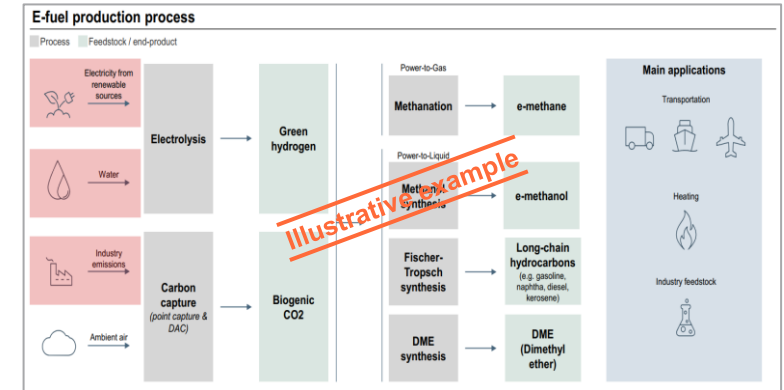 E-fuel production process
Process
Feedstock / end-product
Electricity from
renewable
sources
Water
Industry
emissions
Ambient air
Electrolysis
Carbon
capture
(point capture &
DAC)
Green
hydrogen
Biogenic
CO2
Power-to-Gas
Methanation
e-methane
Power-to-Liquid
Methanol
synthesis
e-methanol
Fischer-
Tropsch
synthesis
Long-chain
hydrocarbons
(e.g. gasoline,
naphtha, diesel,
kerosene)
DME
synthesis
DME
(Dimethyl
ether)
Main applications
Transportation
Heating
Industry feedstock
Illustrative example